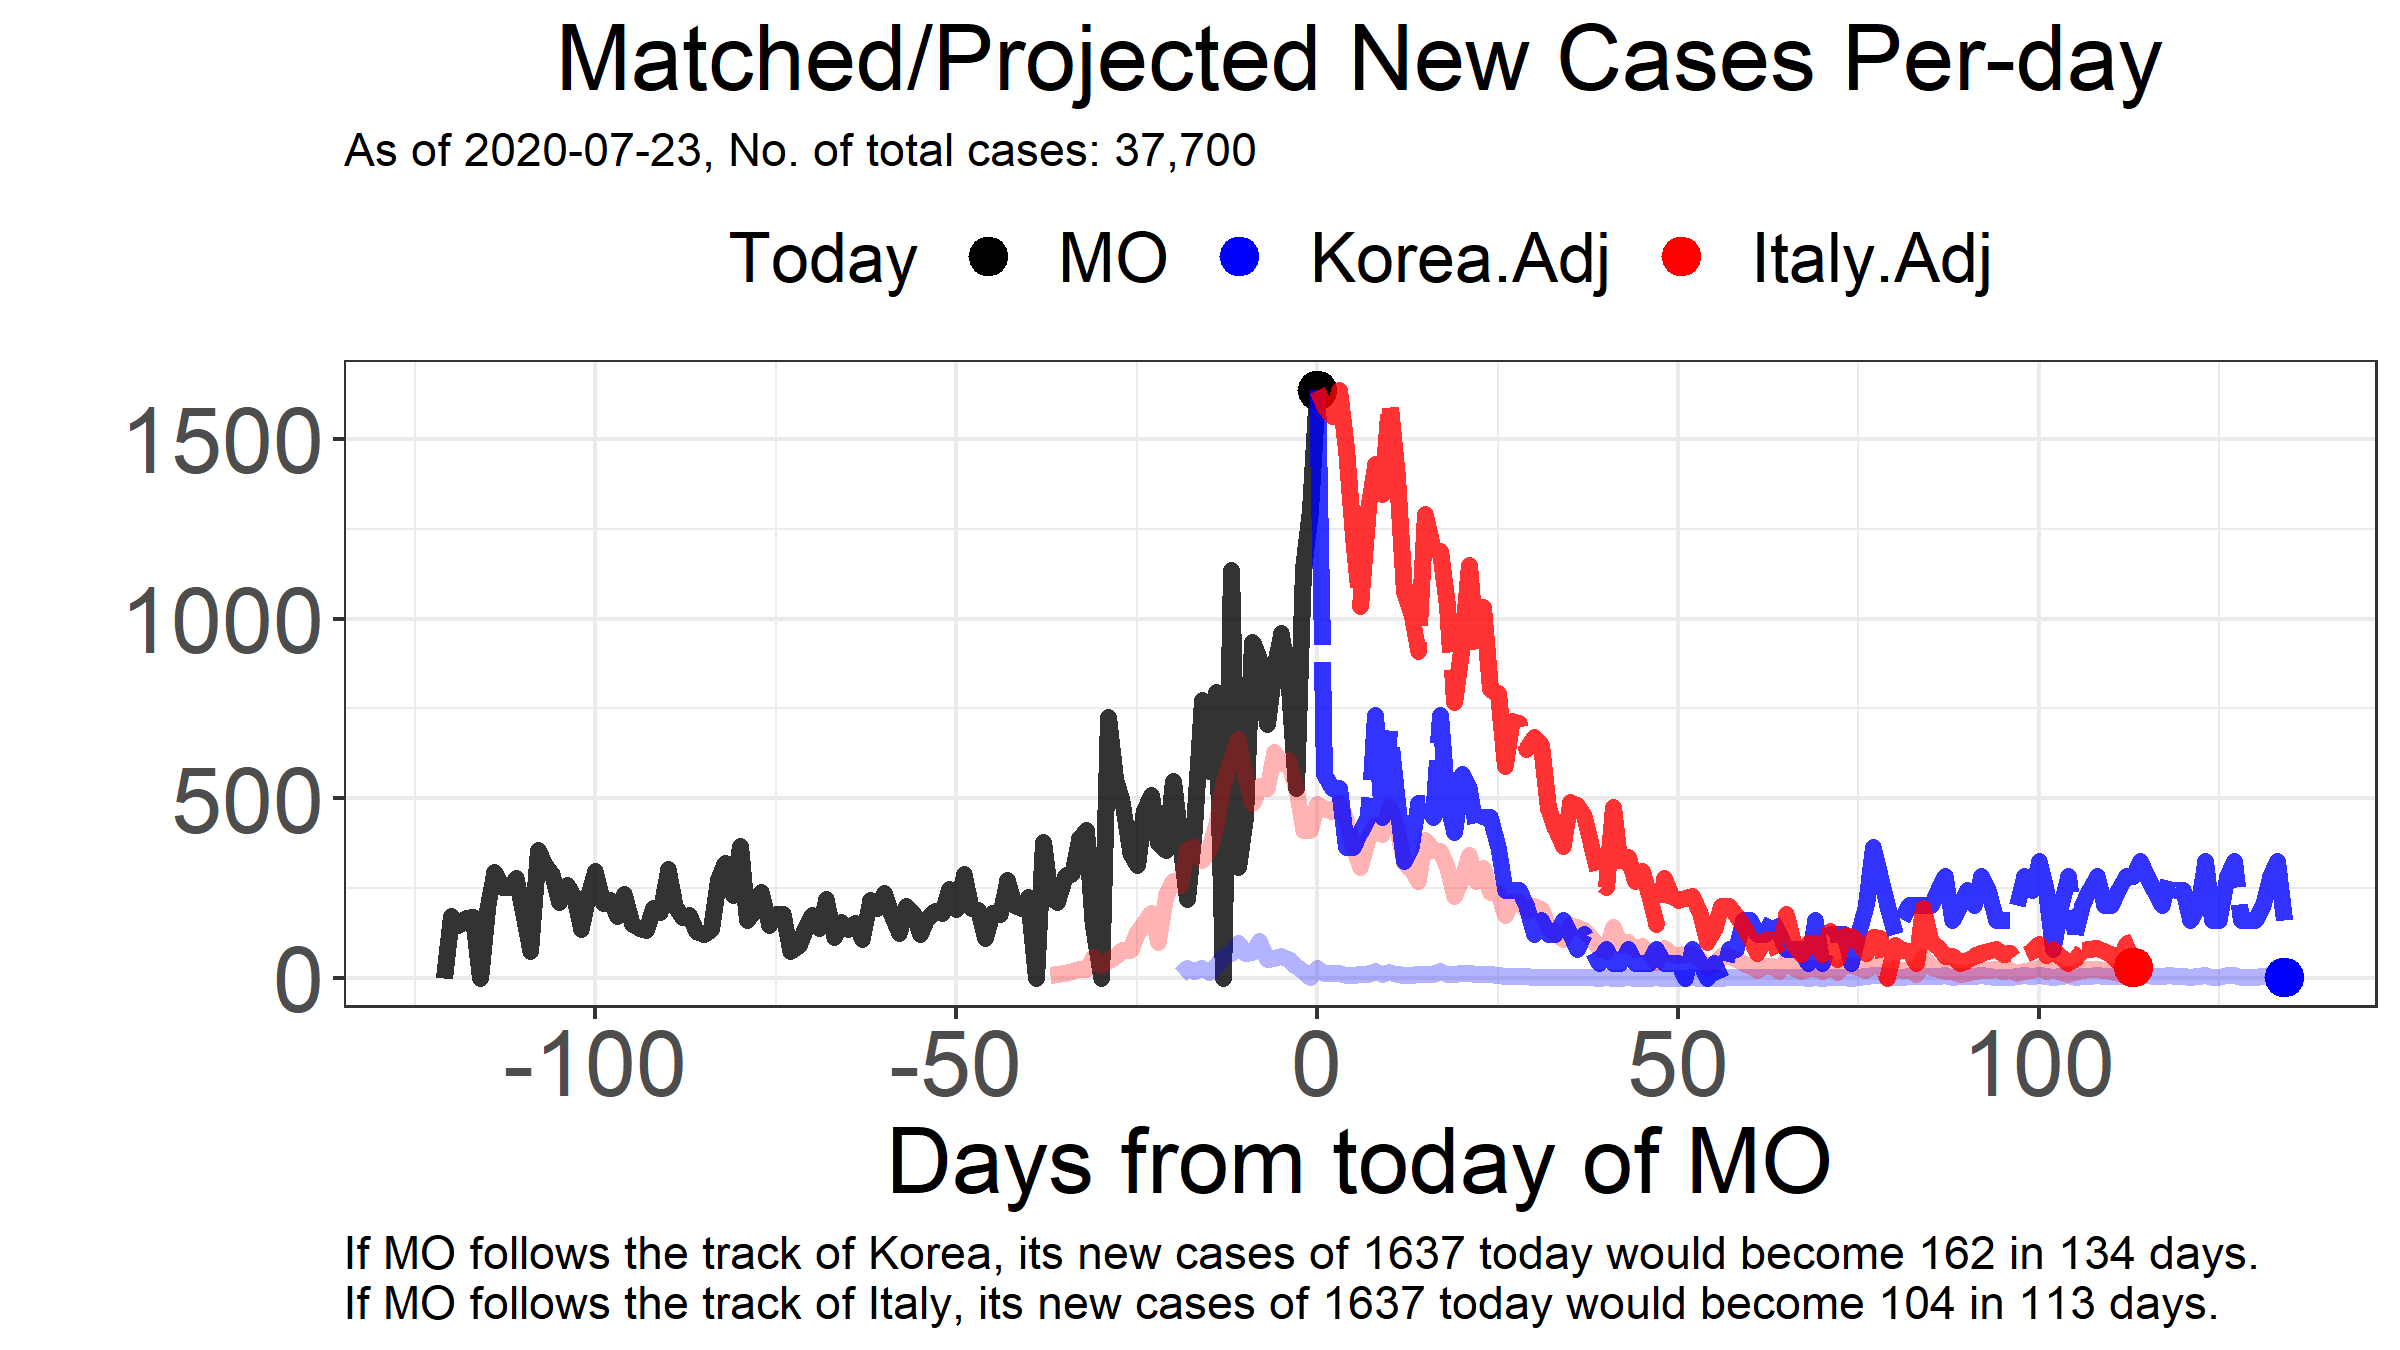 Matched/Projected New Cases Per-day
As of 2020-07-23, No. of total cases: 37,700
Today MO Korea.Adj Italy.Adj
1500
1000
500
0
-100 -50 0 50 100
Days from today of MO
If MO follows the track of Korea, its new cases of 1637 today would become 162 in 134 days.
If MO follows the track of Italy, its new cases of 1637 today would become 104 in 113 days.